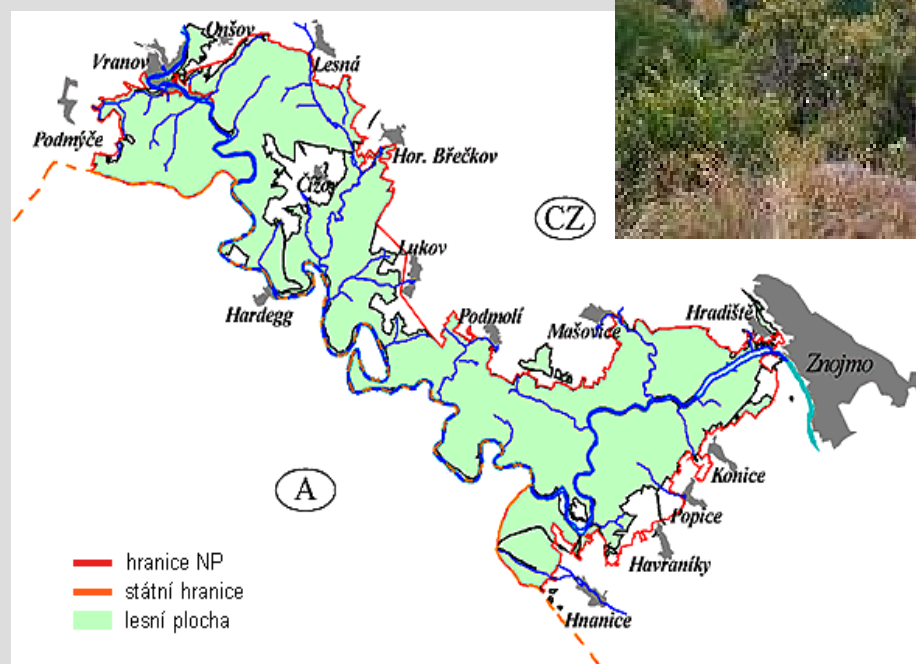 Onšov
Vranov
Lesná
Podmýče
Hor. Břečkov
Čížov
CZ
Lukov
Hardegg
Podmolí
Mašovice
Hradiště
Znojmo
A
Konice
Popice
Havraníky
Hnanice
hranice NP
státní hranice
lesní plocha